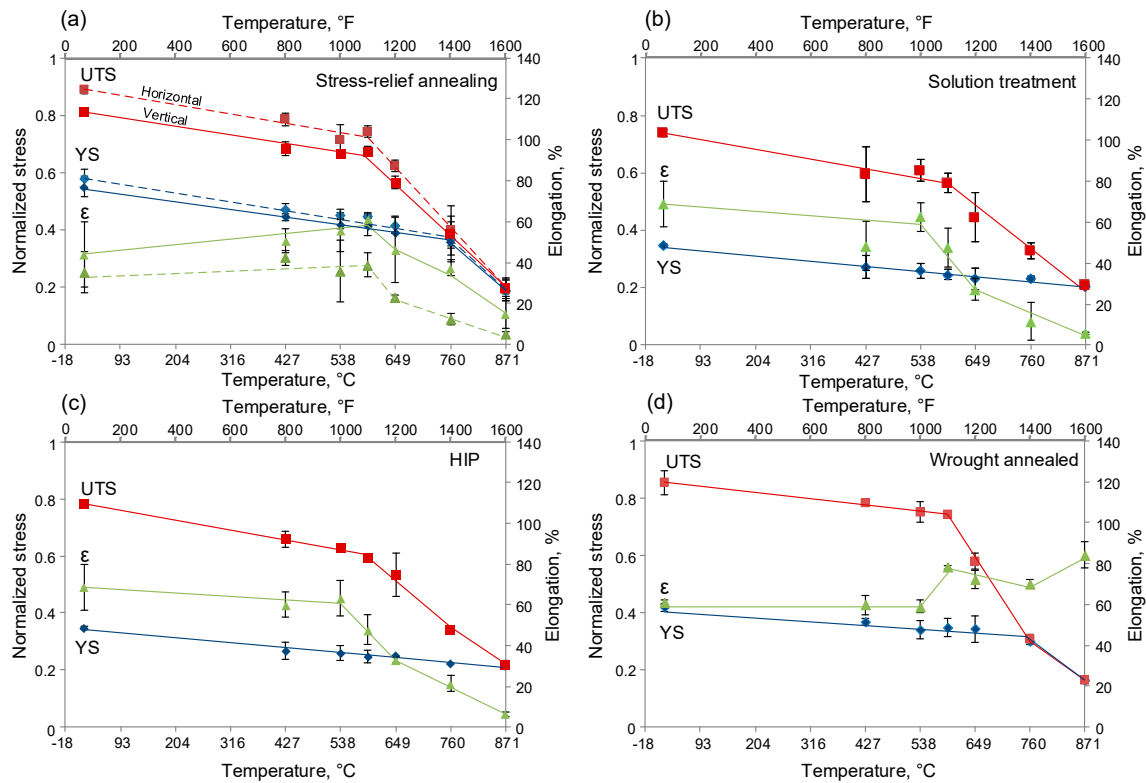 (a)
Temperature, °F
0 200 400 600 800 1000 1200 1400 1600
Stress-relief annealing
UTS
Horizontal
Vertical
YS
ε
Normalized stress
1
0.8
0.6
0.4
0.2
0
Elongation, %
140
120
100
80
60
40
20
0
-18 93 204 316 427 538 649 760 871
Temperature, °C
(b)
Temperature, °F
0 200 400 600 800 1000 1200 1400 1600
Solution treatment
UTS
ε
YS
Normalized stress
1
0.8
0.6
0.4
0.2
0
Elongation, %
140
120
100
80
60
40
20
0
-18 93 204 316 427 538 649 760 871
Temperature, °C
(c)
Temperature, °F
0 200 400 600 800 1000 1200 1400 1600
HIP
UTS
ε
YS
Normalized stress
1
0.8
0.6
0.4
0.2
0
Elongation, %
140
120
100
80
60
40
20
0
-18 93 204 316 427 538 649 760 871
Temperature, °C
(d)
Temperature, °F
0 200 400 600 800 1000 1200 1400 1600
Wrought annealed
UTS
ε
YS
Normalized stress
1
0.8
0.6
0.4
0.2
0
Elongation, %
140
120
100
80
60
40
20
0
-18 93 204 316 427 538 649 760 871
Temperature, °C